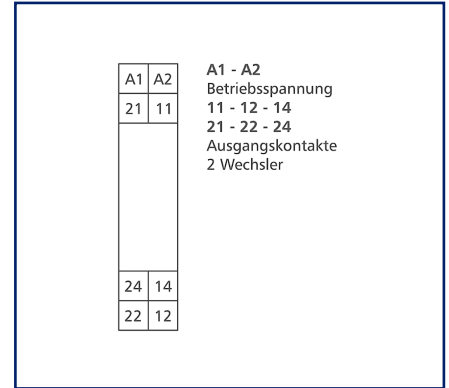 A1 A2
21 11
24 14
22 12
A1 - A2
Betriebsspannung
11 - 12 - 14
21 - 22 - 24
Ausgangskontakte
2 Wechsler